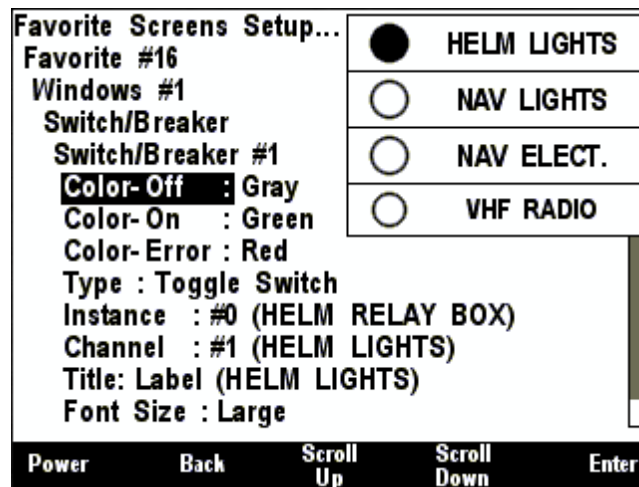 Favorite Screens Setup...
Favorite #16
Windows #1
Switch/Breaker
Switch/Breaker #1
Color-Off : Gray
Color-On : Green
Color-Error : Red
Type : Toggle Switch
Instance : #0 (HELM RELAY BOX)
Channel : #1 (HELM LIGHTS)
Title: Label (HELM LIGHTS)
Font Size : Large
HELM LIGHTS
NAV LIGHTS
NAV ELECT.
VHF RADIO
Power Back Scroll Up Scroll Down Enter